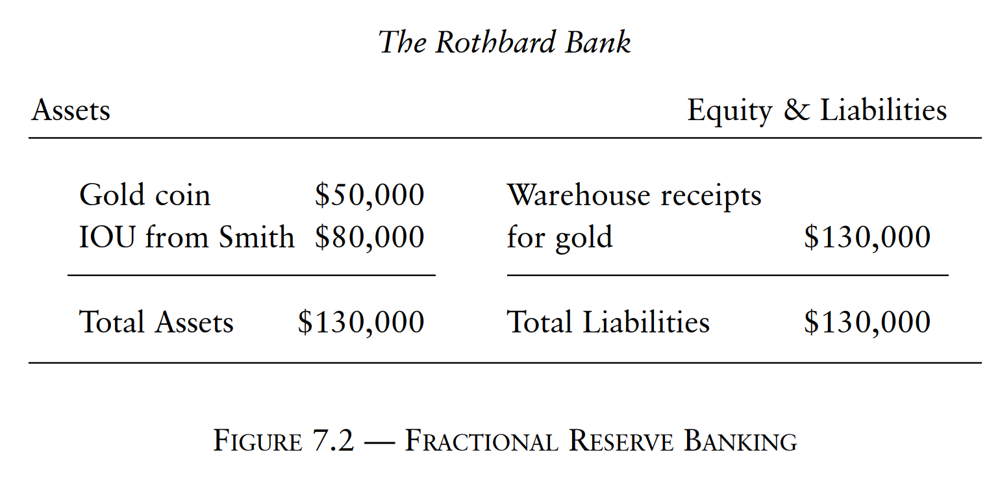 The Rothbard Bank
Assets Equity & Liabilities
Gold coin $50,000 Warehouse receipts
IOU from Smith $80,000 for gold $130,000
Total Assets $130,000 Total Liabilities $130,000
FIGURE 7.2 — FRACTIONAL RESERVE BANKING